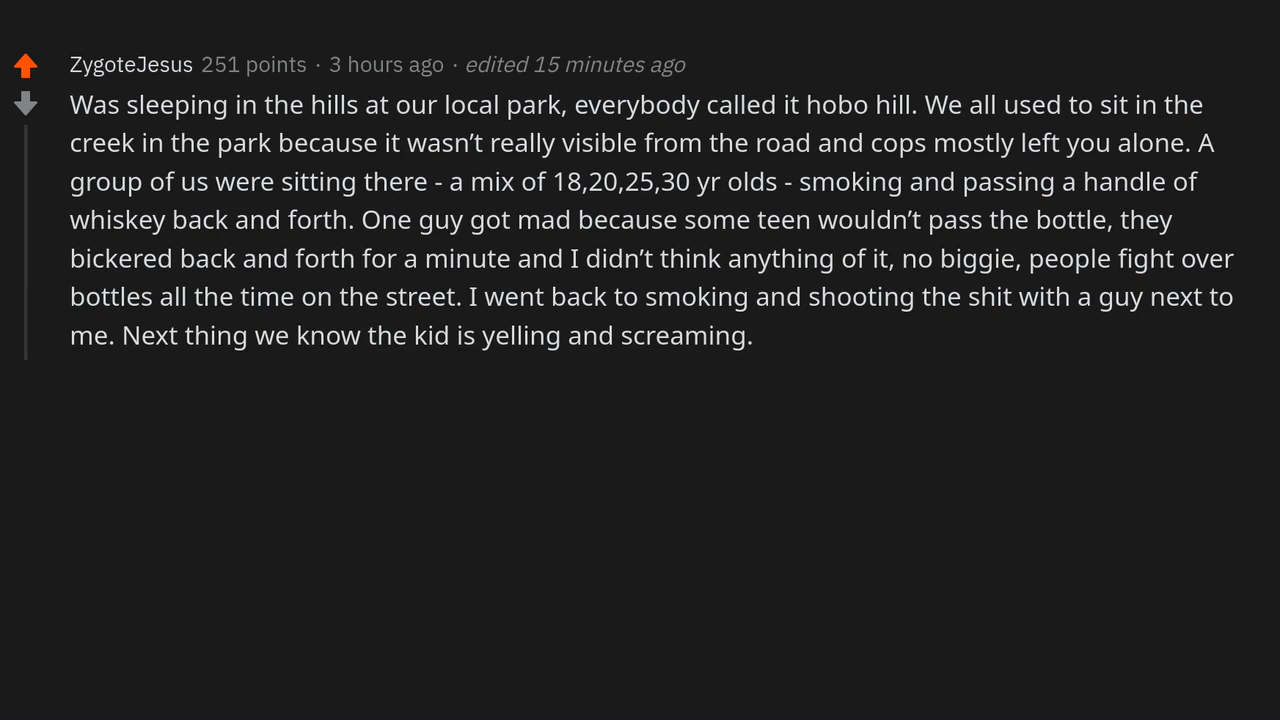 ZygoteJesus 251 points · 3 hours ago · edited 15 minutes ago
Was sleeping in the hills at our local park, everybody called it hobo hill. We all used to sit in the
creek in the park because it wasn’t really visible from the road and cops mostly left you alone. A
group of us were sitting there - a mix of 18,20,25,30 yr olds - smoking and passing a handle of
whiskey back and forth. One guy got mad because some teen wouldn’t pass the bottle, they
bickered back and forth for a minute and I didn’t think anything of it, no biggie, people fight over
bottles all the time on the street. I went back to smoking and shooting the shit with a guy next to
me. Next thing we know the kid is yelling and screaming.